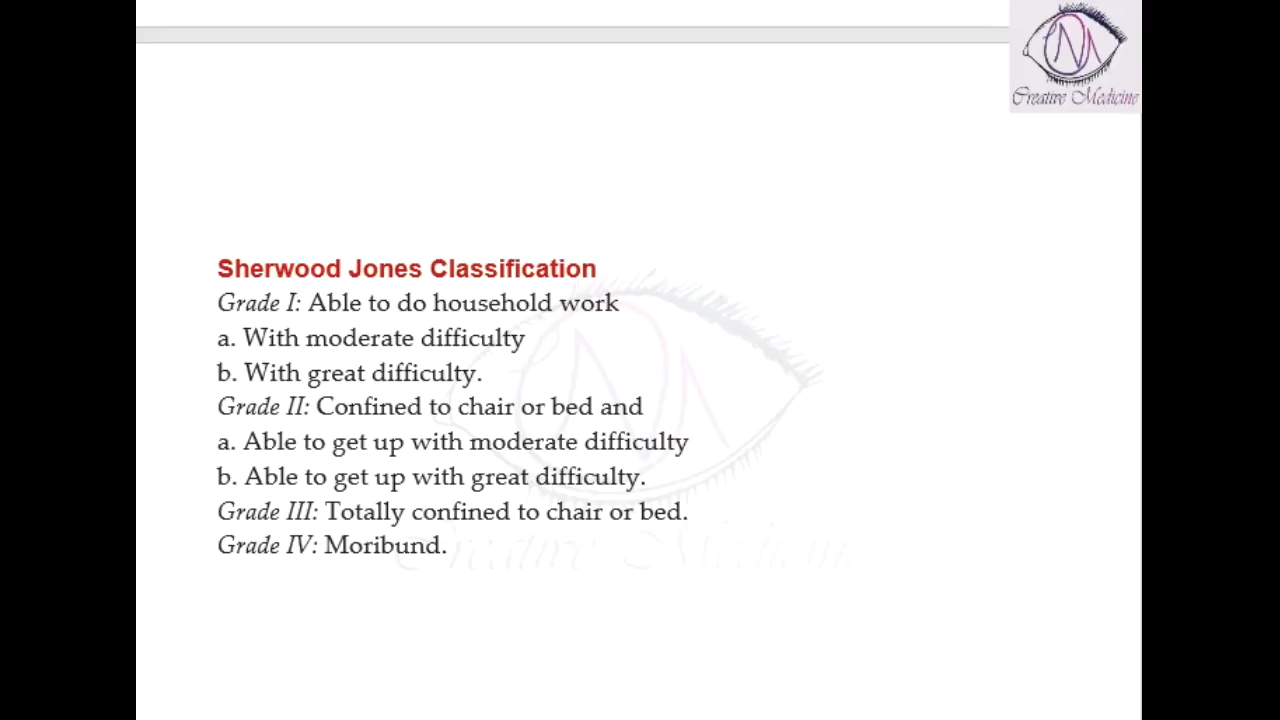 Creative Medicine
Sherwood Jones Classification
Grade I: Able to do household work
a. With moderate difficulty
b. With great difficulty.
Grade II: Confined to chair or bed and
a. Able to get up with moderate difficulty
b. Able to get up with great difficulty.
Grade III: Totally confined to chair or bed.
Grade IV: Moribund.
Creative Medicine